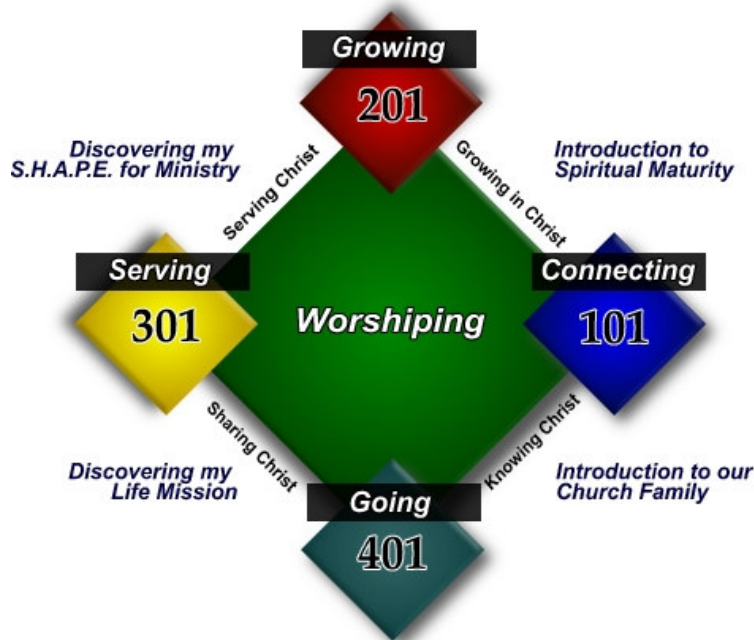 Growing
201
Discovering my
S.H.A.P.E. for Ministry
Serving Christ
Growing in Christ
Introduction to
Spiritual Maturity
Serving
301
Worshiping
Connecting
101
Discovering my
Life Mission
Sharing Christ
Knowing Christ
Introduction to our
Church Family
Going
401